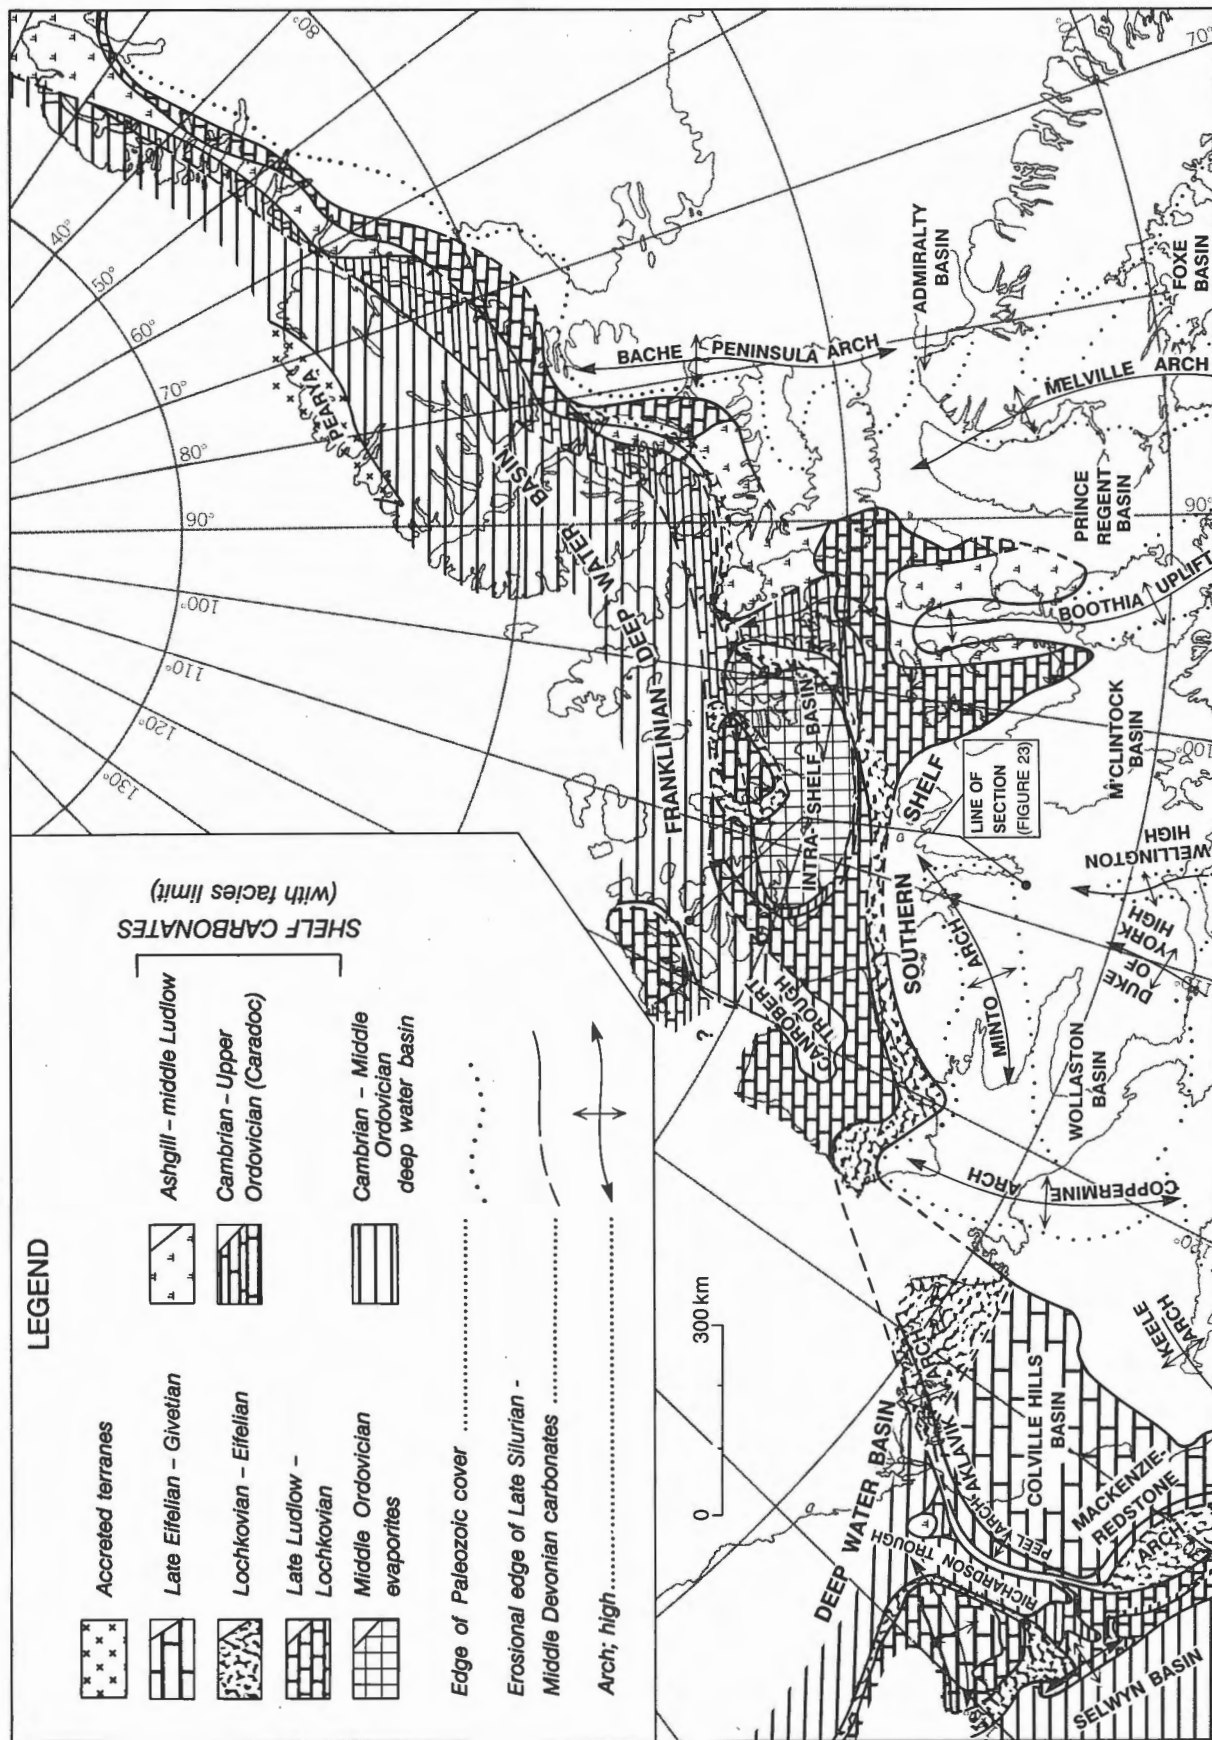 LEGEND
Accreted terranes
Late Eifelian – Givetian
Lochkovian – Eifelian
Late Ludlow –
Lochkovian
Middle Ordovician
evaporites
Ashgill – middle Ludlow
Cambrian – Upper
Ordovician (Caradoc)
Cambrian – Middle
Ordovician
deep water basin
SHELF CARBONATES
(with facies limit)
Edge of Paleozoic cover
Erosional edge of Late Silurian -
Middle Devonian carbonates
Arch; high
0 300 km
40°
50°
60°
70°
80°
90°
100°
110°
120°
130°
80°
70°
70°
90°
100°
PEARYA
FRANKLINIAN DEEP WATER BASIN
BACHE PENINSULA ARCH
ADMIRALTY
BASIN
FOXE
BASIN
MELVILLE ARCH
PRINCE
REGENT
BASIN
BOOTHIA UPLIFT
M'CLINTOCK
BASIN
INTRA-SHELF BASIN
SOUTHERN SHELF
LINE OF
SECTION
(FIGURE 23)
WELLINGTON
HIGH
DUKE OF YORK HIGH
MINTO ARCH
WOLLASTON
BASIN
CANROBERT
TROUGH
?
COPPERMINE ARCH
KEELE
ARCH
DEEP WATER BASIN
AKLAVIK ARCH
PEEL ARCH
COLVILLE HILLS
BASIN
MACKENZIE-
REDSTONE
ARCH
RICHARDSON TROUGH
SELWYN BASIN